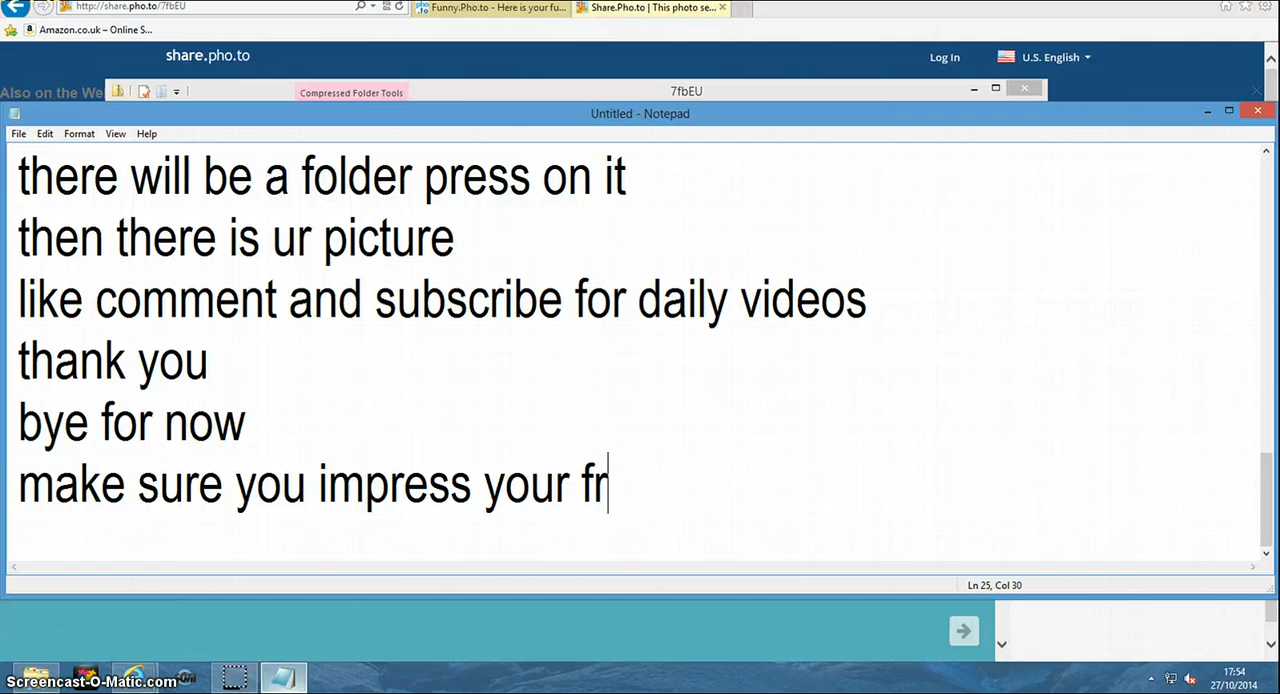 http://share.pho.to/7fbEU
Funny.Pho.to - Here is your fu...
Share.Pho.to | This photo se...
Amazon.co.uk – Online S...
share.pho.to
Log In
U.S. English
Also on the We
Compressed Folder Tools
7fbEU
Untitled - Notepad
File Edit Format View Help
there will be a folder press on it
then there is ur picture
like comment and subscribe for daily videos
thank you
bye for now
make sure you impress your fr
Ln 25, Col 30
Screencast-O-Matic.com
17:54
27/10/2014